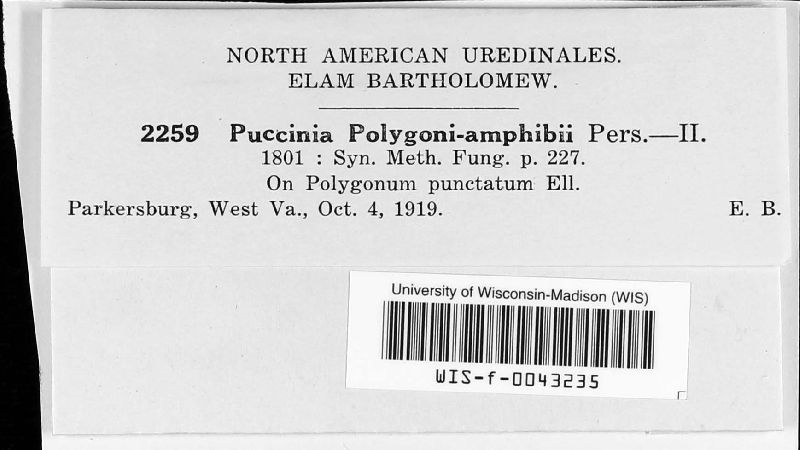 NORTH AMERICAN UREDINALES.
ELAM BARTHOLOMEW.
2259 Puccinia Polygoni-amphibii Pers.—II.
1801 : Syn. Meth. Fung. p. 227.
On Polygonum punctatum Ell.
Parkersburg, West Va., Oct. 4, 1919. E. B.
University of Wisconsin-Madison (WIS)
WIS-f-0043235